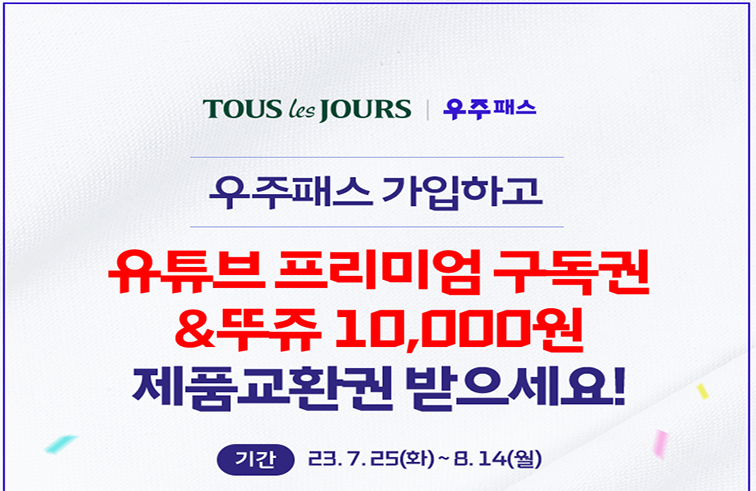 TOUS les JOURS | 우주패스
우주패스 가입하고
유튜브 프리미엄 구독권
&뚜쥬 10,000원
제품교환권 받으세요!
기간 23. 7. 25(화) ~ 8. 14(월)